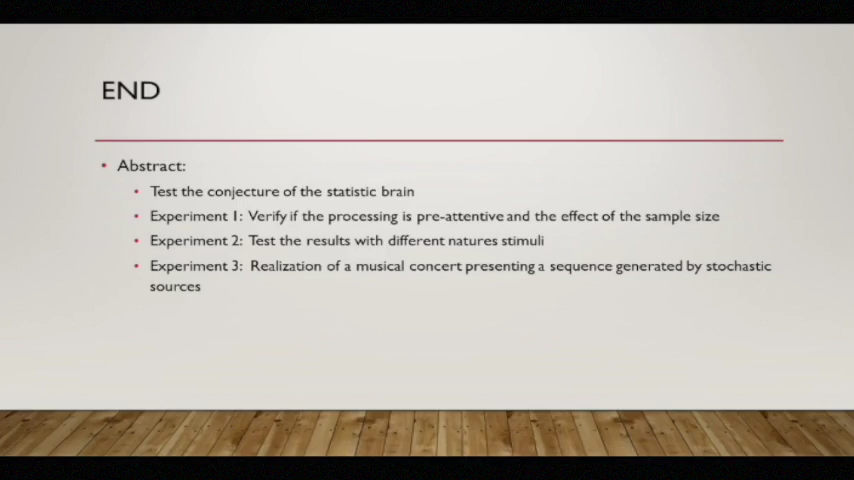 END
• Abstract:
• Test the conjecture of the statistic brain
• Experiment 1: Verify if the processing is pre-attentive and the effect of the sample size
• Experiment 2: Test the results with different natures stimuli
• Experiment 3: Realization of a musical concert presenting a sequence generated by stochastic
sources